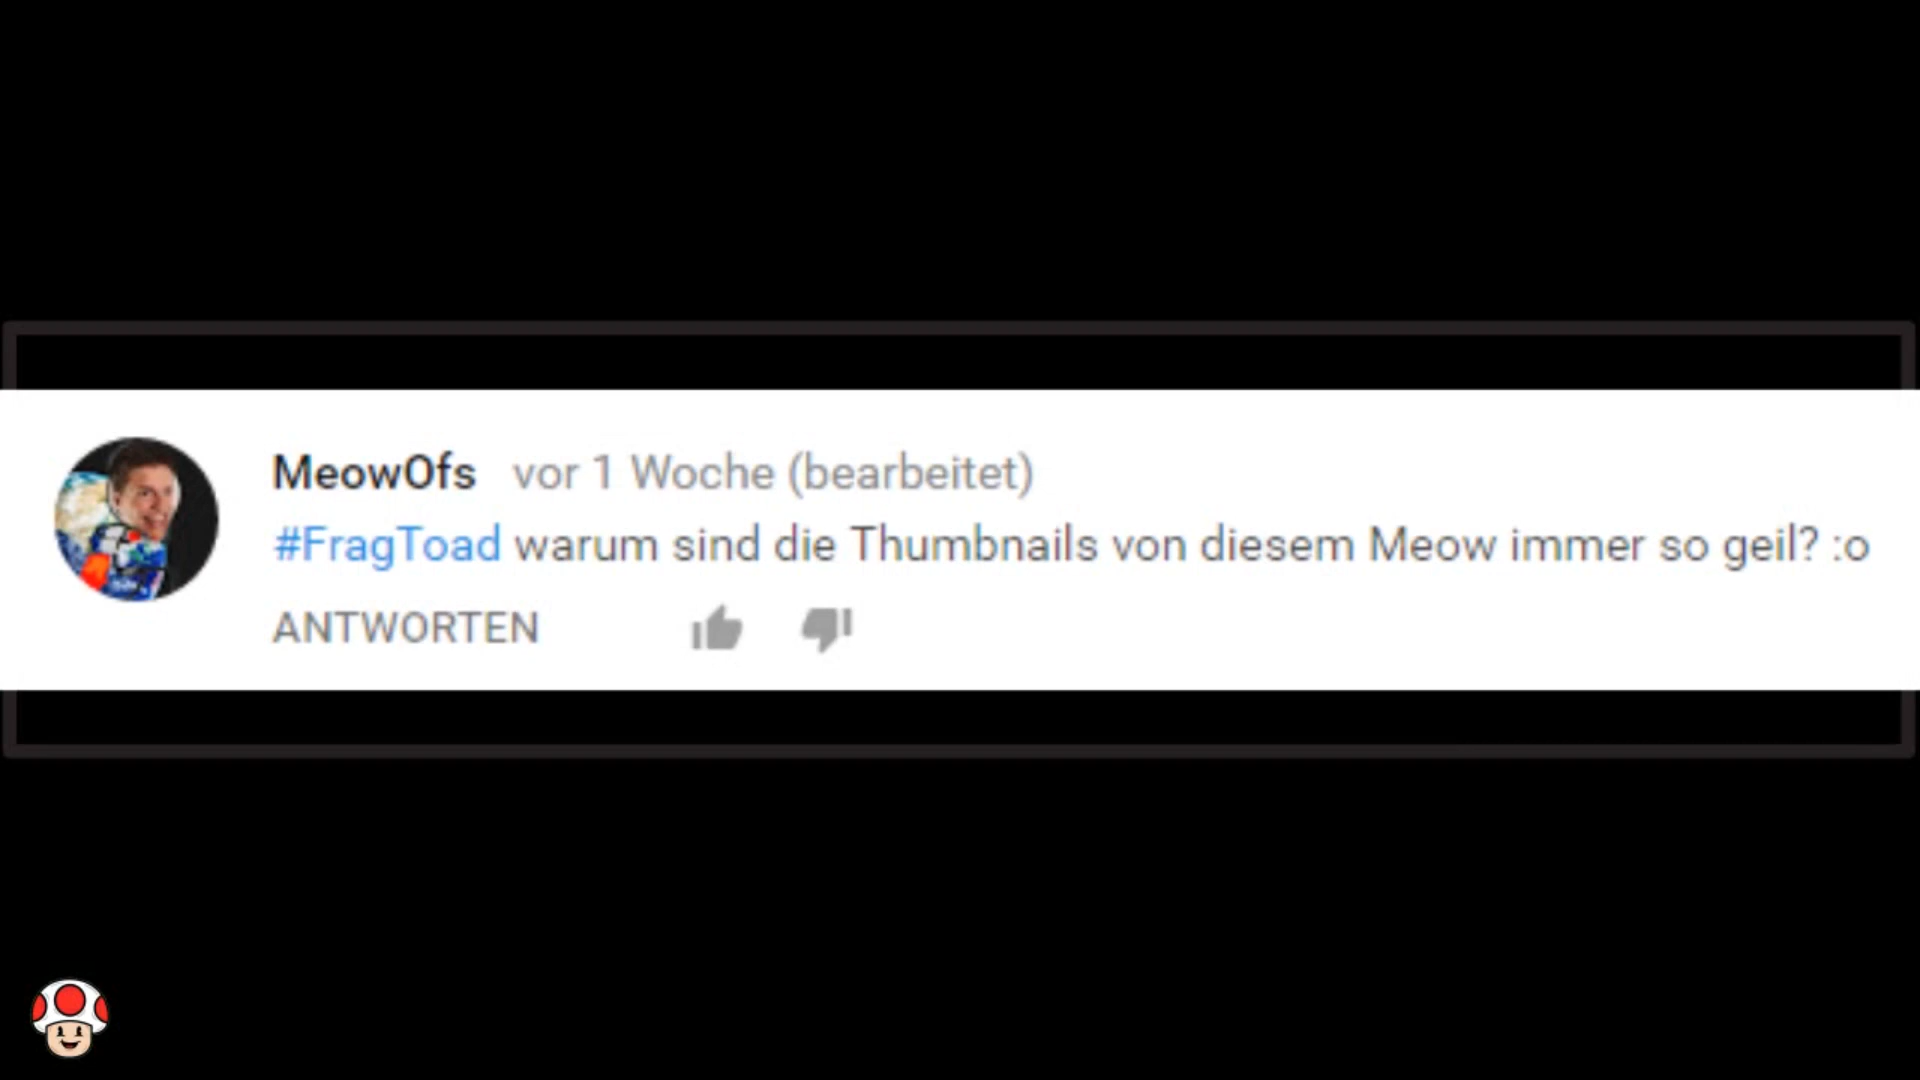 MeowOfs vor 1 Woche (bearbeitet)
#FragToad warum sind die Thumbnails von diesem Meow immer so geil? :o
ANTWORTEN